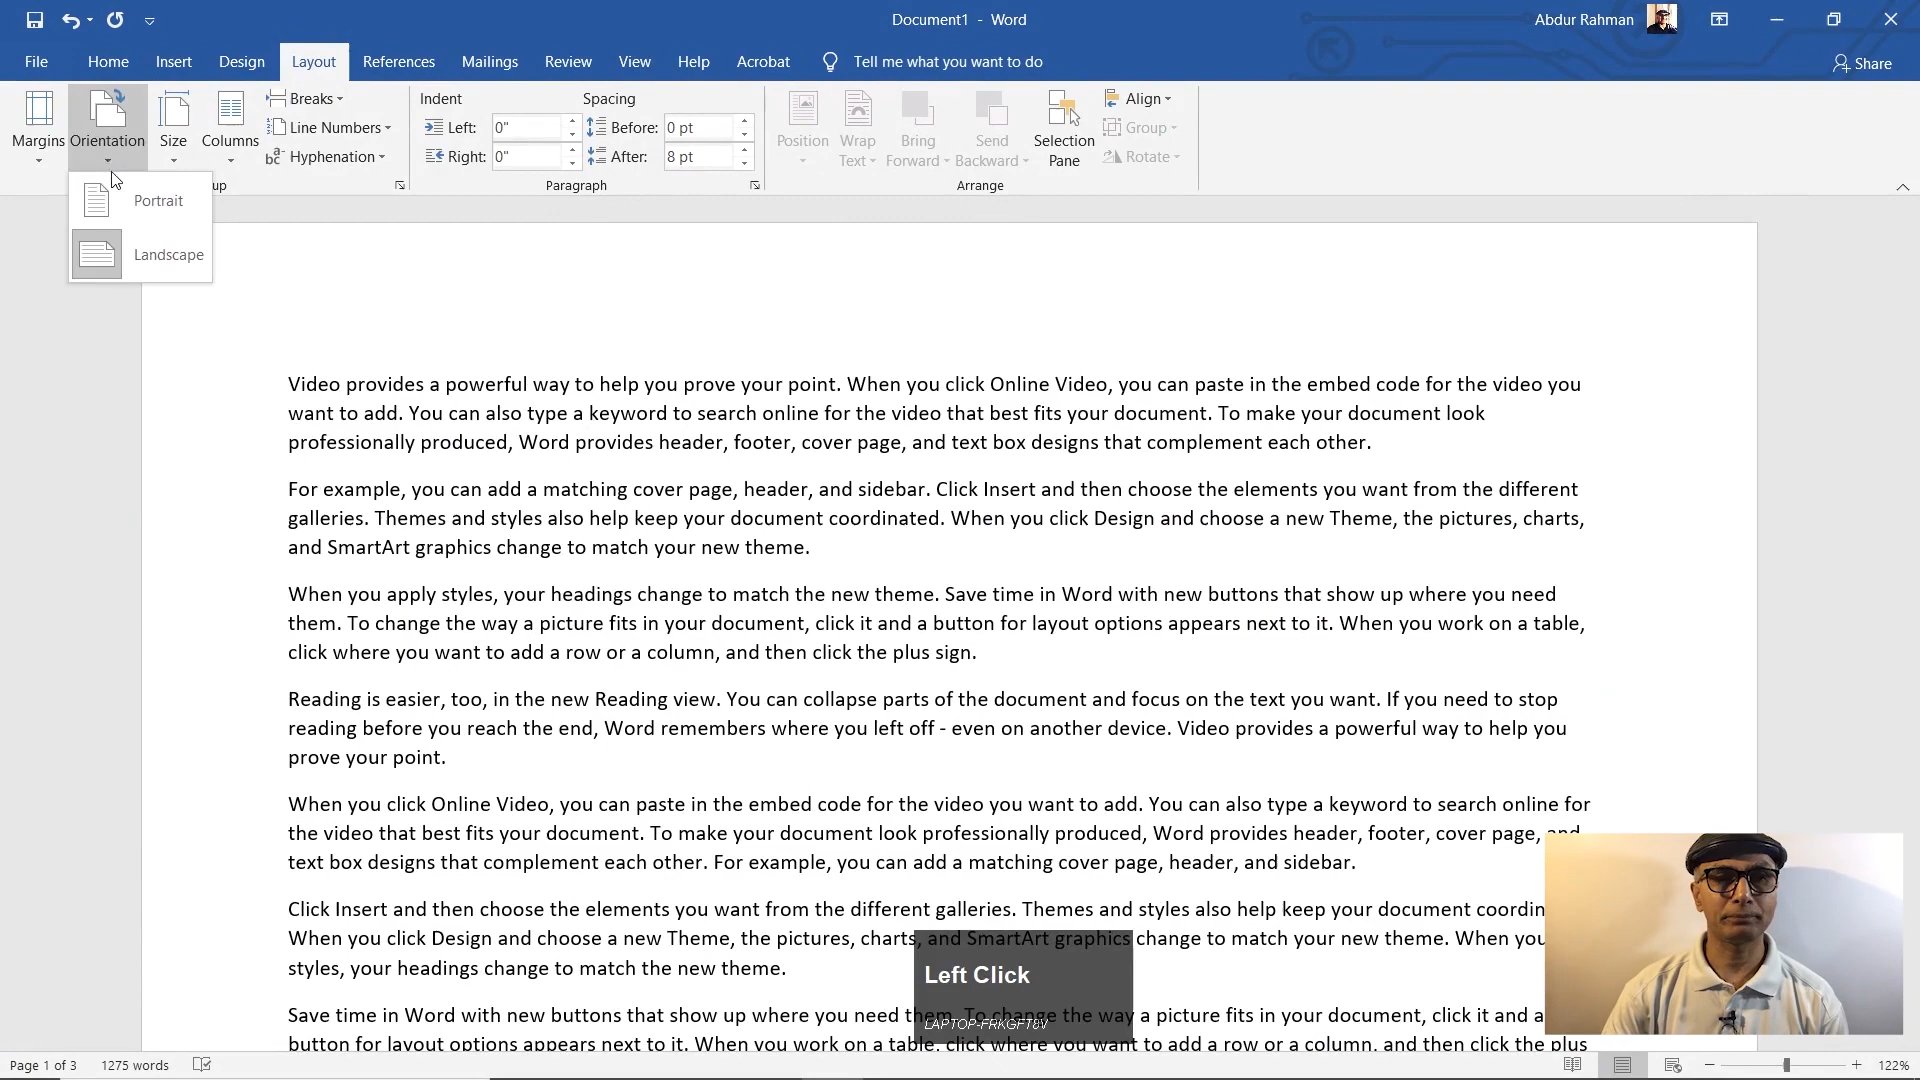 Document1 - Word
Abdur Rahman
File Home Insert Design Layout References Mailings Review View Help Acrobat Tell me what you want to do Share
Margins Orientation Size Columns Breaks Line Numbers Hyphenation
Indent Spacing
Left: 0" Before: 0 pt
Right: 0" After: 8 pt
Position Wrap Text Bring Forward Send Backward Selection Pane Align Group Rotate
up Paragraph Arrange
Portrait
Landscape
Video provides a powerful way to help you prove your point. When you click Online Video, you can paste in the embed code for the video you
want to add. You can also type a keyword to search online for the video that best fits your document. To make your document look
professionally produced, Word provides header, footer, cover page, and text box designs that complement each other.
For example, you can add a matching cover page, header, and sidebar. Click Insert and then choose the elements you want from the different
galleries. Themes and styles also help keep your document coordinated. When you click Design and choose a new Theme, the pictures, charts,
and SmartArt graphics change to match your new theme.
When you apply styles, your headings change to match the new theme. Save time in Word with new buttons that show up where you need
them. To change the way a picture fits in your document, click it and a button for layout options appears next to it. When you work on a table,
click where you want to add a row or a column, and then click the plus sign.
Reading is easier, too, in the new Reading view. You can collapse parts of the document and focus on the text you want. If you need to stop
reading before you reach the end, Word remembers where you left off - even on another device. Video provides a powerful way to help you
prove your point.
When you click Online Video, you can paste in the embed code for the video you want to add. You can also type a keyword to search online for
the video that best fits your document. To make your document look professionally produced, Word provides header, footer, cover page, and
text box designs that complement each other. For example, you can add a matching cover page, header, and sidebar.
Click Insert and then choose the elements you want from the different galleries. Themes and styles also help keep your document coordin
When you click Design and choose a new Theme, the pictures, charts, and SmartArt graphics change to match your new theme. When you
styles, your headings change to match the new theme.
Left Click
Save time in Word with new buttons that show up where you need them. To change the way a picture fits in your document, click it and a
LAPTOP-FRKGFT8V
button for layout options appears next to it. When you work on a table, click where you want to add a row or a column, and then click the plus
Page 1 of 3 1275 words 122%